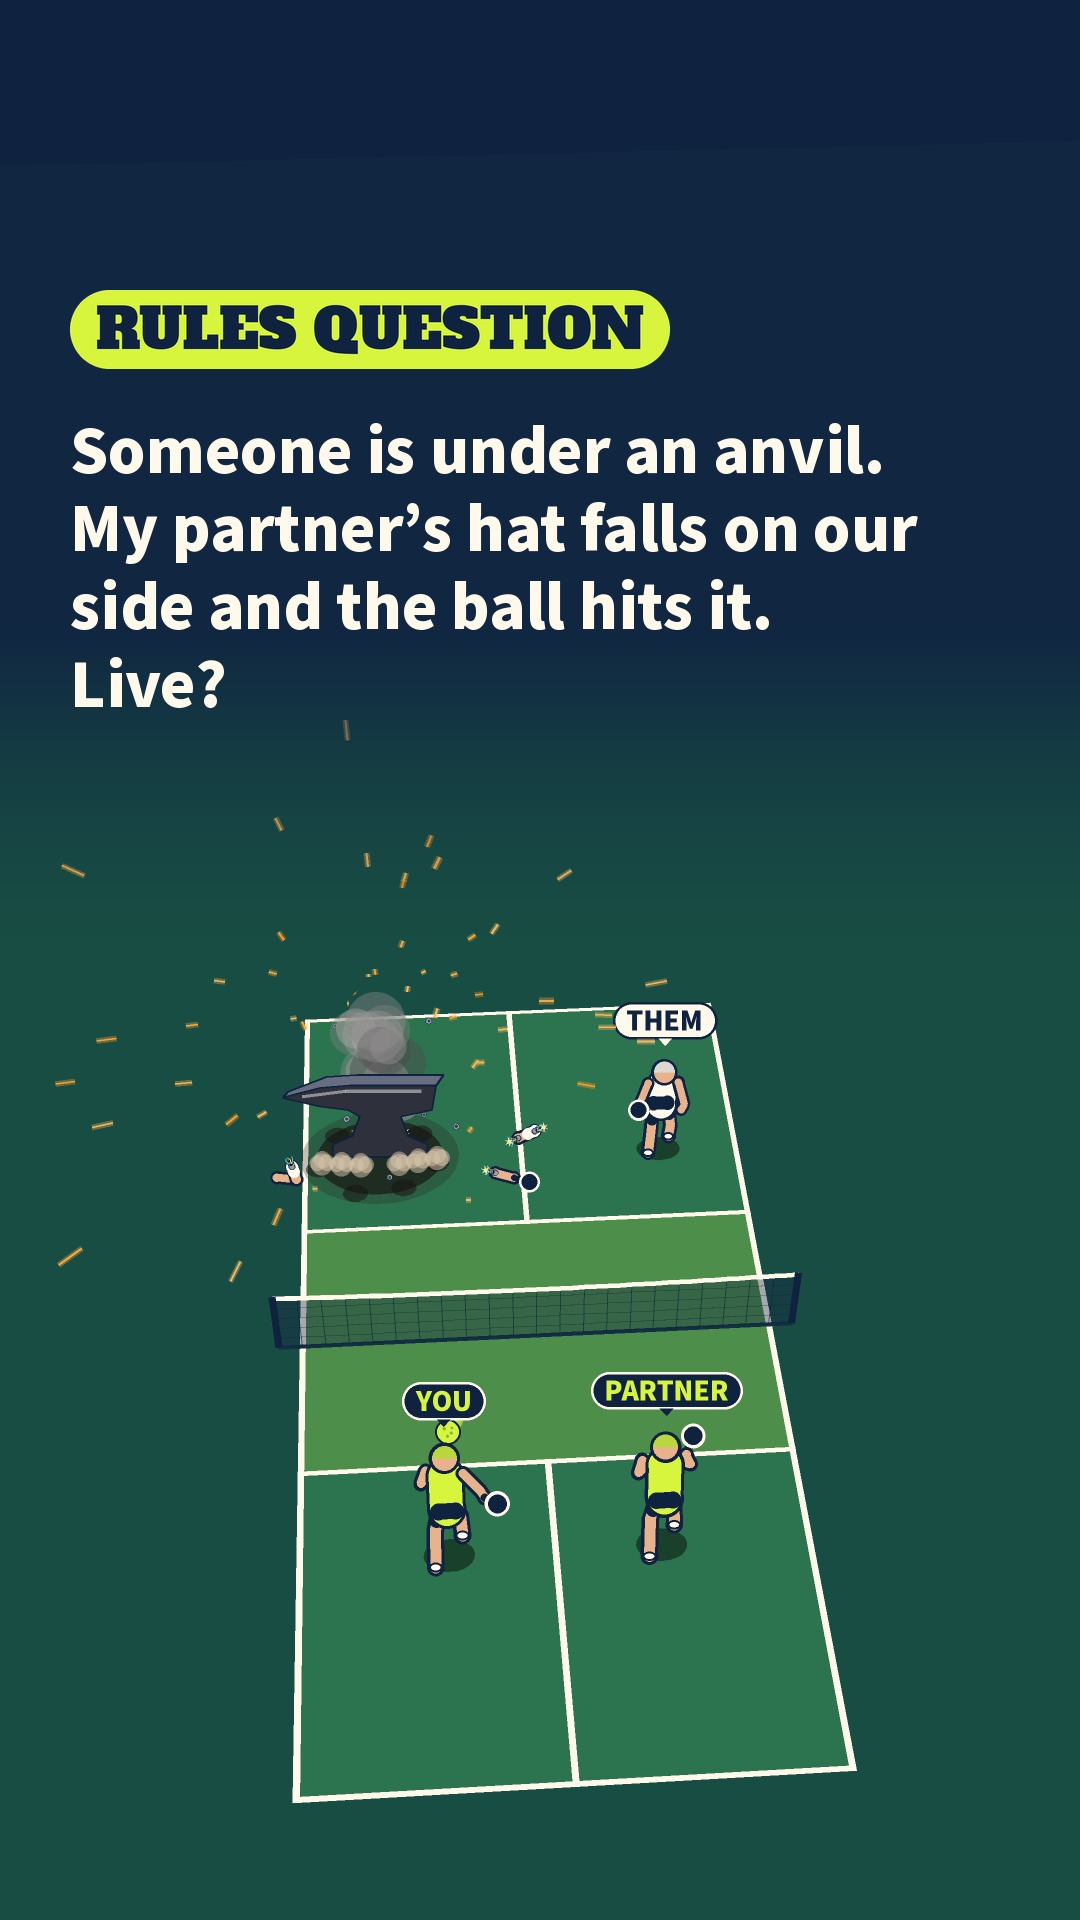 RULES QUESTION
Someone is under an anvil.
My partner’s hat falls on our
side and the ball hits it.
Live?
THEM
YOU
PARTNER